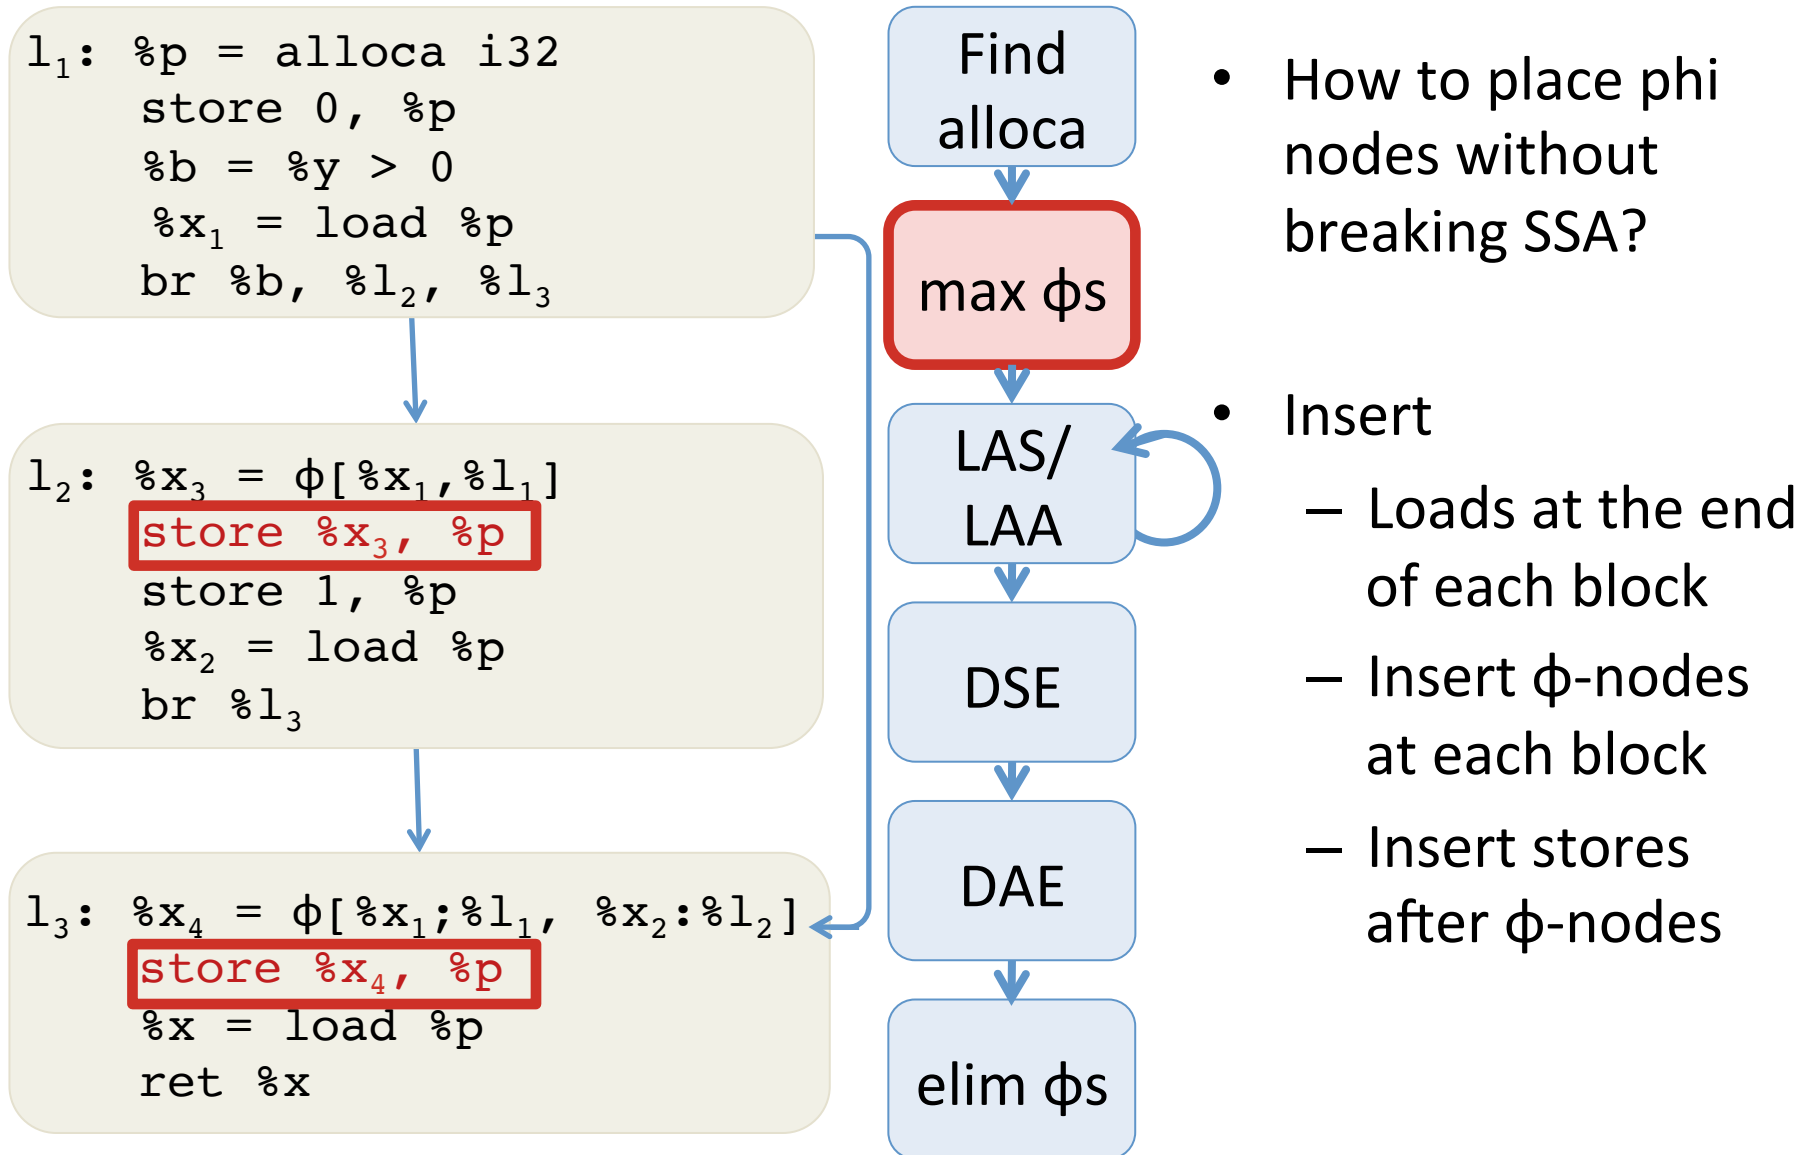 l₁: %p = alloca i32
store 0, %p
%b = %y > 0
%x₁ = load %p
br %b, %l₂, %l₃
l₂: %x₃ = ϕ[%x₁,%l₁]
store %x₃, %p
store 1, %p
%x₂ = load %p
br %l₃
l₃: %x₄ = ϕ[%x₁;%l₁, %x₂:%l₂]
store %x₄, %p
%x = load %p
ret %x
Find
alloca
max ϕs
LAS/
LAA
DSE
DAE
elim ϕs
• How to place phi
nodes without
breaking SSA?
• Insert
– Loads at the end
of each block
– Insert ϕ-nodes
at each block
– Insert stores
after ϕ-nodes